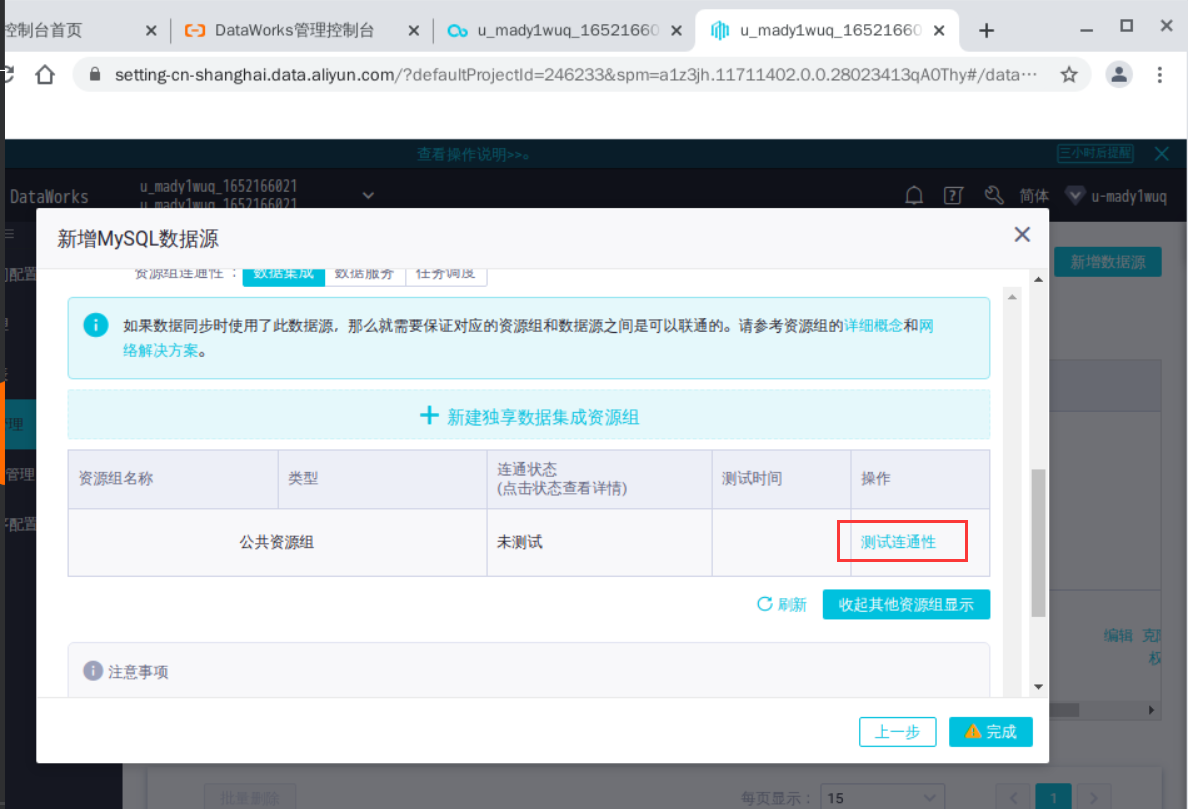 控制台首页
DataWorks管理控制台
u_mady1wuq_16521660
u_mady1wuq_16521660
setting-cn-shanghai.data.aliyun.com/?defaultProjectId=246233&spm=a1z3jh.11711402.0.0.28023413qA0Thy#/data…
查看操作说明>>。
三小时后提醒
DataWorks
u_mady1wuq_1652166021
u_mady1wuq_1652166021
简体
u-mady1wuq
新增MySQL数据源
新增数据源
资源组连通性 :
数据集成
数据服务
任务调度
如果数据同步时使用了此数据源，那么就需要保证对应的资源组和数据源之间是可以联通的。请参考资源组的详细概念和网
络解决方案。
新建独享数据集成资源组
资源组名称
类型
连通状态
(点击状态查看详情)
测试时间
操作
公共资源组
未测试
测试连通性
刷新
收起其他资源组显示
编辑
权
注意事项
管理
配置
上一步
完成
批量删除
每页显示：
15
1